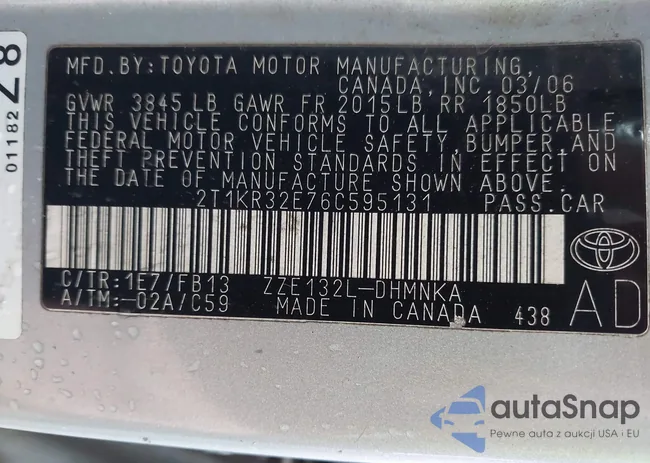 MFD. BY: TOYOTA MOTOR MANUFACTURING,
CANADA, INC. 03/06
GVWR 3845 LB GAWR FR 2015LB, RR 1850LB
THIS VEHICLE CONFORMS TO ALL APPLICABLE
FEDERAL MOTOR VEHICLE SAFETY, BUMPER, AND
THEFT PREVENTION STANDARDS IN EFFECT ON
THE DATE OF MANUFACTURE SHOWN ABOVE.
2T1KR32E76C595131 PASS. CAR
C/TR: 1E7/FB13 ZZE132L-DHMNKA
A/TM: -02A/C59 MADE IN CANADA 438
AD
01182
Z8
autoSnap
Pewne auta z aukcji USA i EU